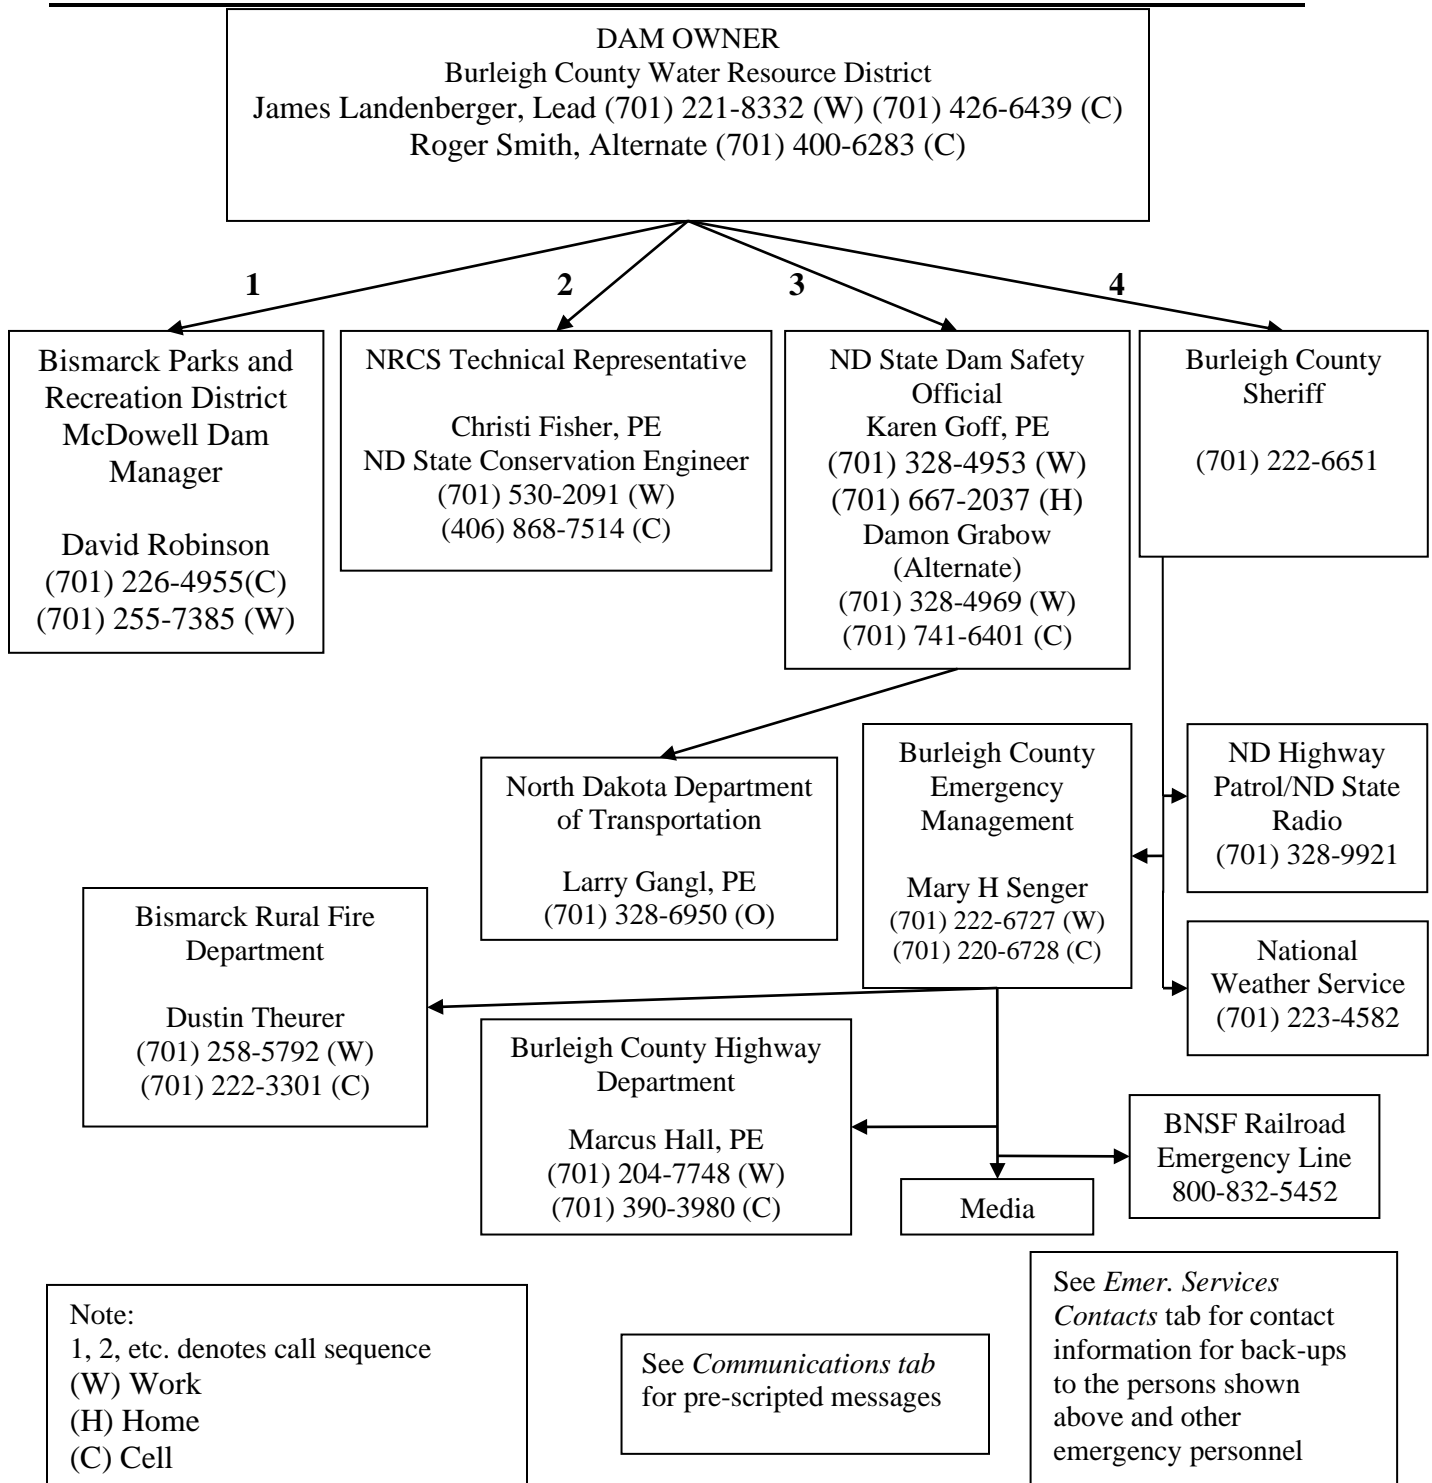 DAM OWNER
Burleigh County Water Resource District
James Landenberger, Lead (701) 221-8332 (W) (701) 426-6439 (C)
Roger Smith, Alternate (701) 400-6283 (C)
1
2
3
4
Bismarck Parks and
Recreation District
McDowell Dam
Manager
David Robinson
(701) 226-4955(C)
(701) 255-7385 (W)
NRCS Technical Representative
Christi Fisher, PE
ND State Conservation Engineer
(701) 530-2091 (W)
(406) 868-7514 (C)
ND State Dam Safety
Official
Karen Goff, PE
(701) 328-4953 (W)
(701) 667-2037 (H)
Damon Grabow
(Alternate)
(701) 328-4969 (W)
(701) 741-6401 (C)
Burleigh County
Sheriff
(701) 222-6651
North Dakota Department
of Transportation
Larry Gangl, PE
(701) 328-6950 (O)
Burleigh County
Emergency
Management
Mary H Senger
(701) 222-6727 (W)
(701) 220-6728 (C)
ND Highway
Patrol/ND State
Radio
(701) 328-9921
National
Weather Service
(701) 223-4582
Bismarck Rural Fire
Department
Dustin Theurer
(701) 258-5792 (W)
(701) 222-3301 (C)
Burleigh County Highway
Department
Marcus Hall, PE
(701) 204-7748 (W)
(701) 390-3980 (C)
Media
BNSF Railroad
Emergency Line
800-832-5452
Note:
1, 2, etc. denotes call sequence
(W) Work
(H) Home
(C) Cell
See Communications tab
for pre-scripted messages
See Emer. Services
Contacts tab for contact
information for back-ups
to the persons shown
above and other
emergency personnel